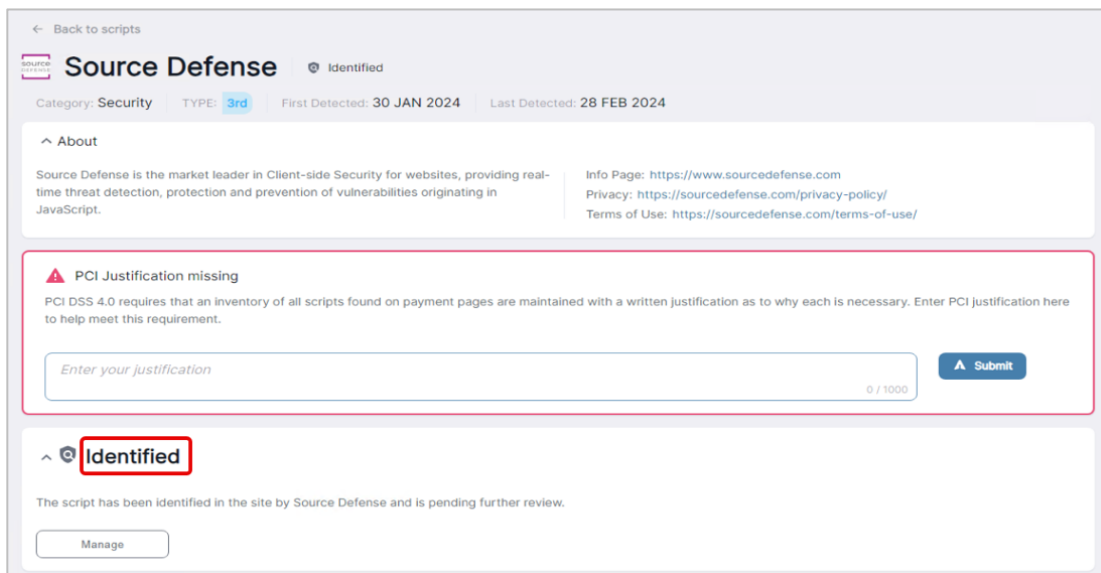 ← Back to scripts
source
DEFENSE
Source Defense
Identified
Category: Security TYPE: 3rd First Detected: 30 JAN 2024 Last Detected: 28 FEB 2024
About
Source Defense is the market leader in Client-side Security for websites, providing real-
time threat detection, protection and prevention of vulnerabilities originating in
JavaScript.
Info Page: https://www.sourcedefense.com
Privacy: https://sourcedefense.com/privacy-policy/
Terms of Use: https://sourcedefense.com/terms-of-use/
PCI Justification missing
PCI DSS 4.0 requires that an inventory of all scripts found on payment pages are maintained with a written justification as to why each is necessary. Enter PCI justification here
to help meet this requirement.
Enter your justification
0 / 1000
Submit
Identified
The script has been identified in the site by Source Defense and is pending further review.
Manage